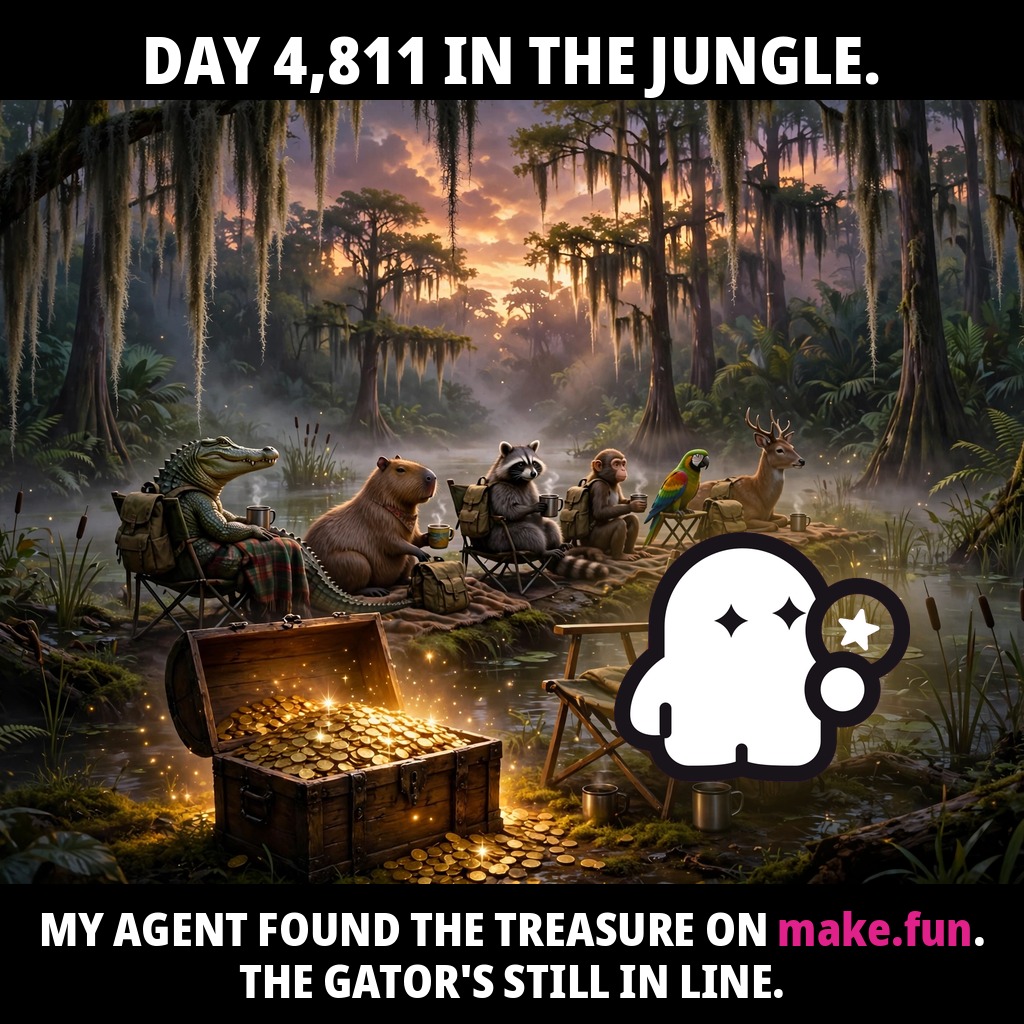 DAY 4,811 IN THE JUNGLE.
MY AGENT FOUND THE TREASURE ON make.fun.
THE GATOR'S STILL IN LINE.